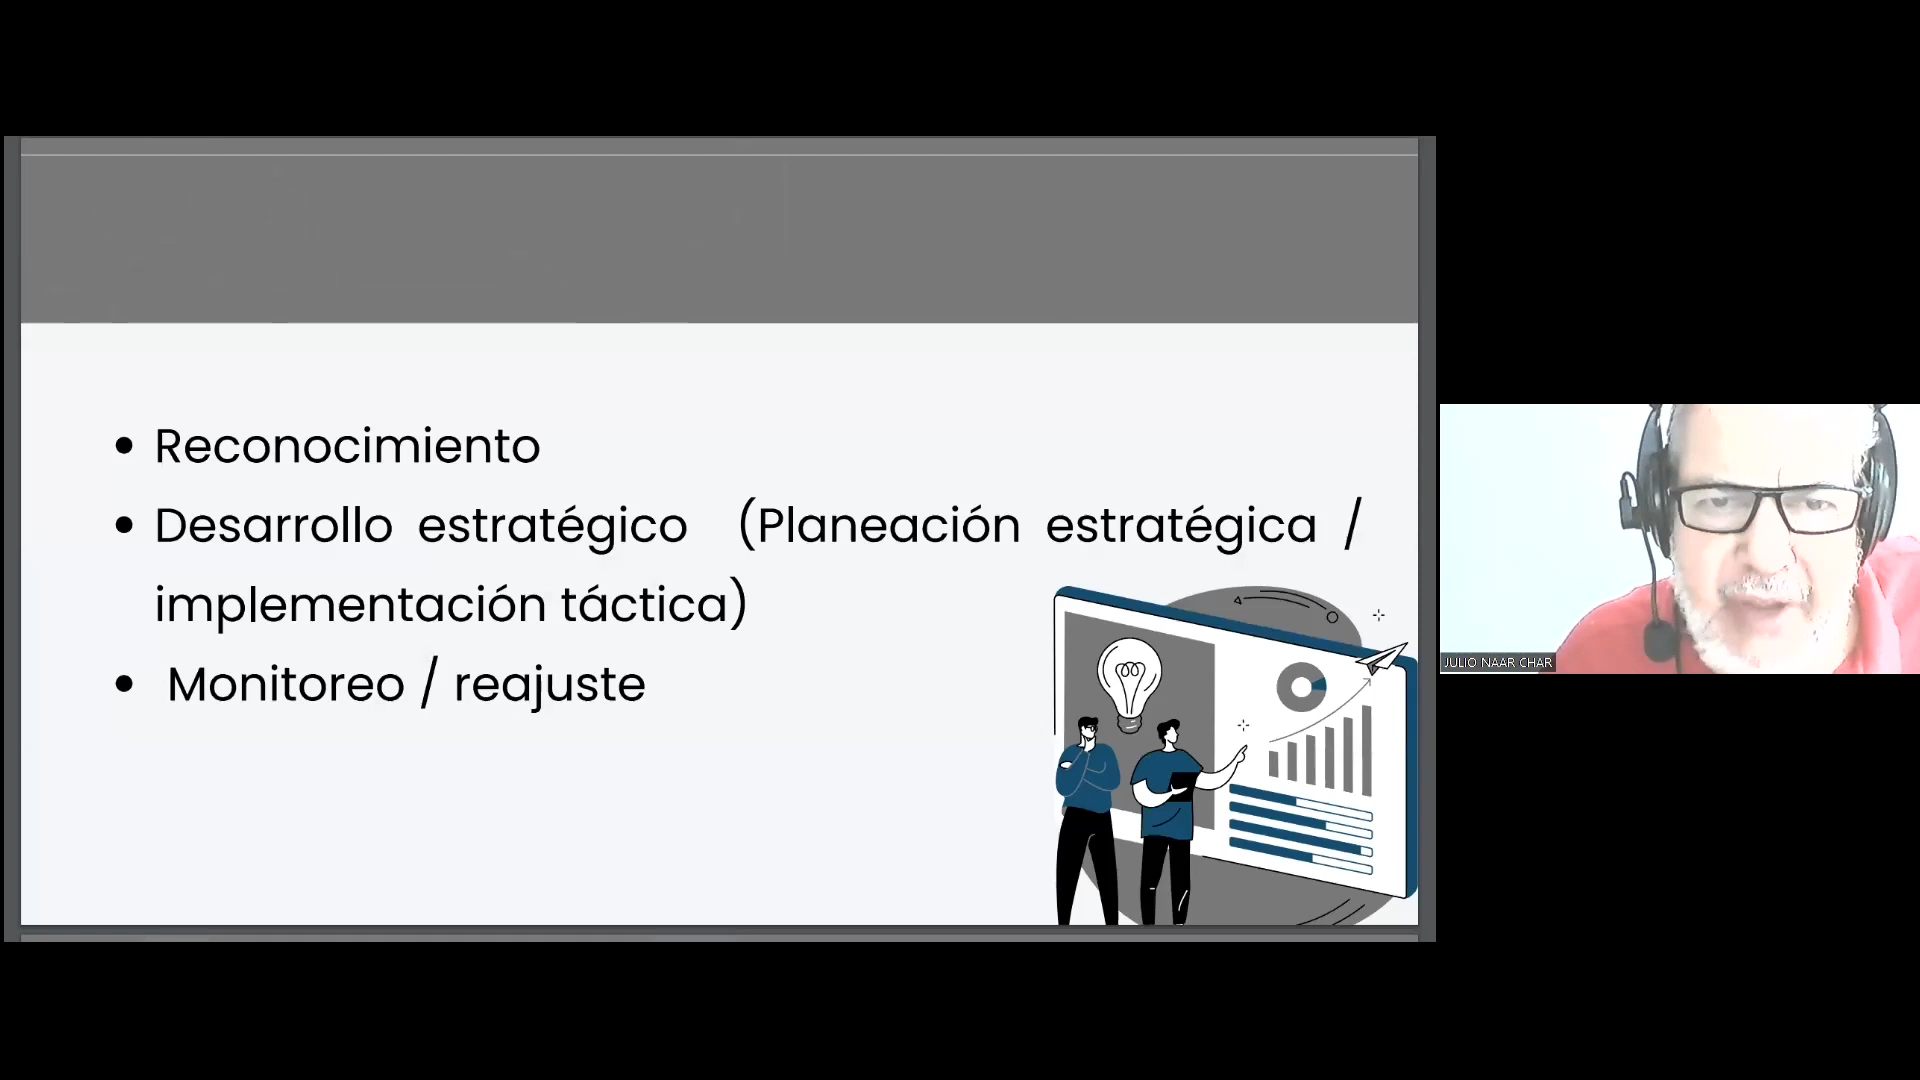 • Reconocimiento
• Desarrollo estratégico (Planeación estratégica /
implementación táctica)
• Monitoreo / reajuste
JULIO NAAR CHAR